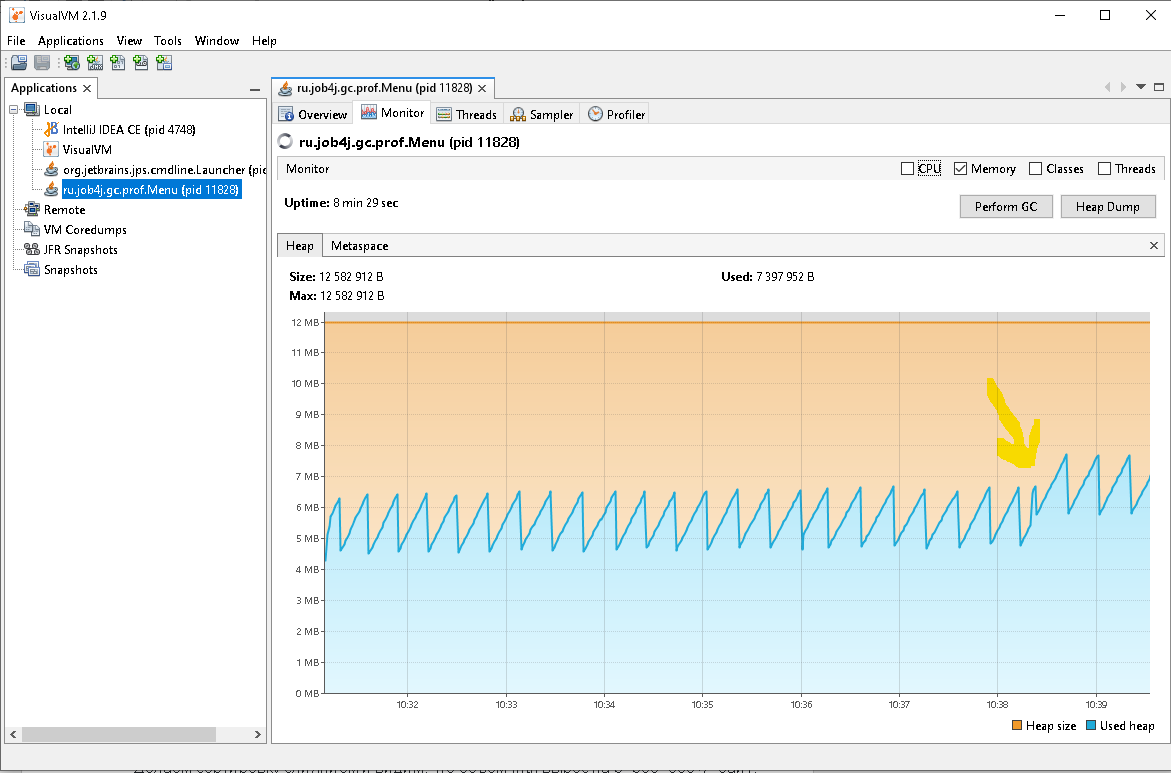 VisualVM 2.1.9
File Applications View Tools Window Help
Applications
ru.job4j.gc.prof.Menu (pid 11828)
Local
IntelliJ IDEA CE (pid 4748)
VisualVM
org.jetbrains.jps.cmdline.Launcher (pid
ru.job4j.gc.prof.Menu (pid 11828)
Remote
VM Coredumps
JFR Snapshots
Snapshots
Overview Monitor Threads Sampler Profiler
ru.job4j.gc.prof.Menu (pid 11828)
Monitor CPU Memory Classes Threads
Uptime: 8 min 29 sec
Perform GC Heap Dump
Heap Metaspace
Size: 12 582 912 B Used: 7 397 952 B
Max: 12 582 912 B
12 MB
11 MB
10 MB
9 MB
8 MB
7 MB
6 MB
5 MB
4 MB
3 MB
2 MB
1 MB
0 MB
10:32 10:33 10:34 10:35 10:36 10:37 10:38 10:39
Heap size Used heap